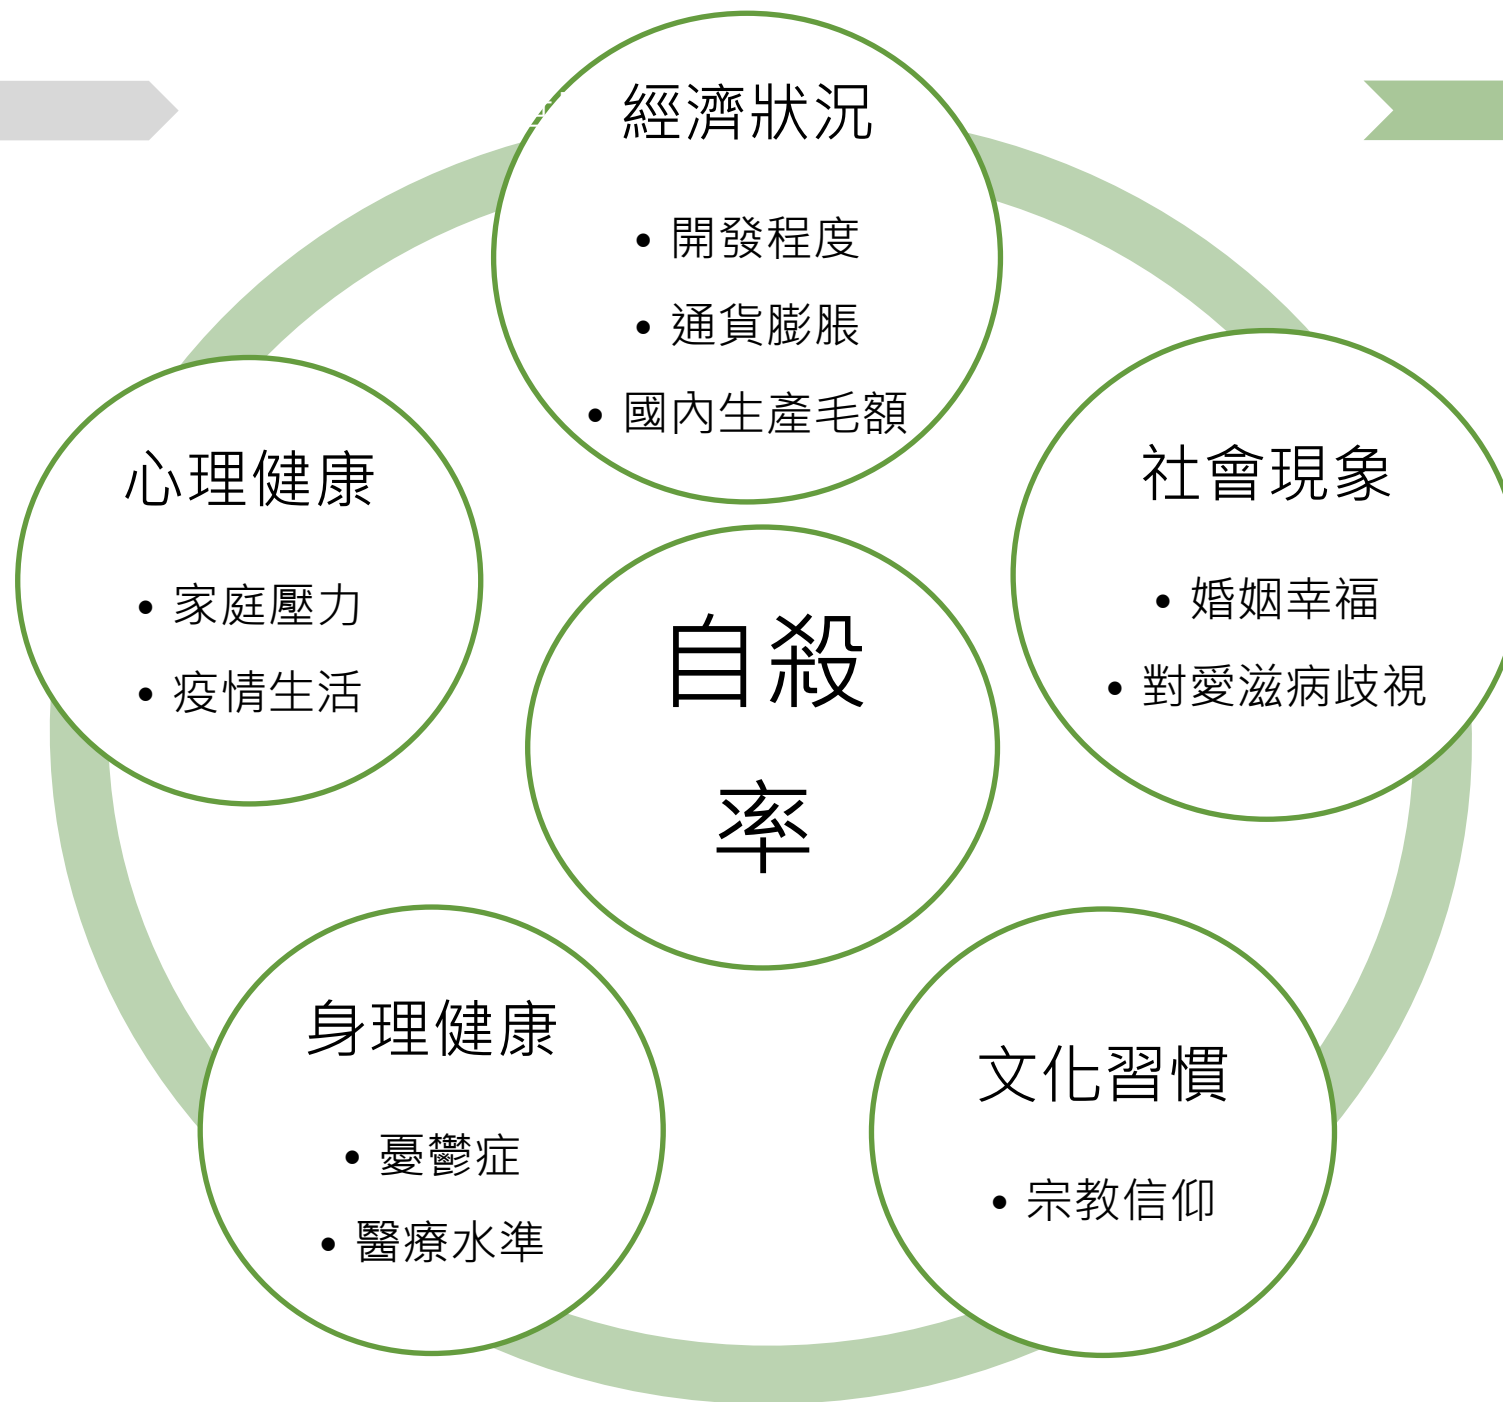 經濟狀況
• 開發程度
• 通貨膨脹
• 國內生產毛額
社會現象
• 婚姻幸福
• 對愛滋病歧視
文化習慣
• 宗教信仰
身理健康
• 憂鬱症
• 醫療水準
心理健康
• 家庭壓力
• 疫情生活
自殺
率